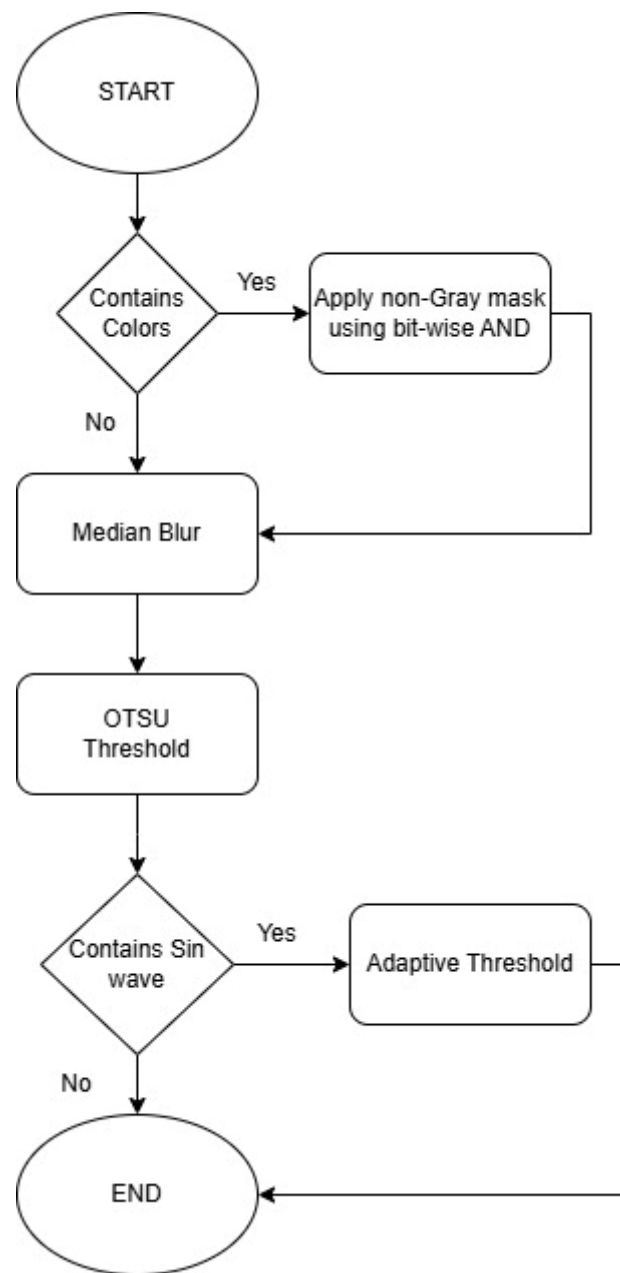 START
Contains
Colors
Yes
Apply non-Gray mask
using bit-wise AND
No
Median Blur
OTSU
Threshold
Contains Sin
wave
Yes
Adaptive Threshold
No
END